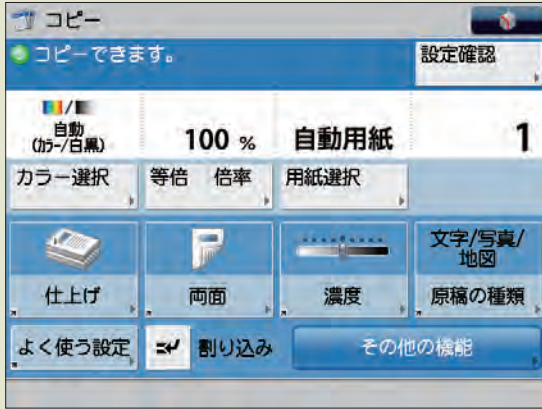 コピー
コピーできます。
設定確認
自動
(カラー/白黒)
100 %
自動用紙
1
カラー選択
等倍 倍率
用紙選択
文字/写真/
地図
仕上げ
両面
濃度
原稿の種類
よく使う設定
割り込み
その他の機能